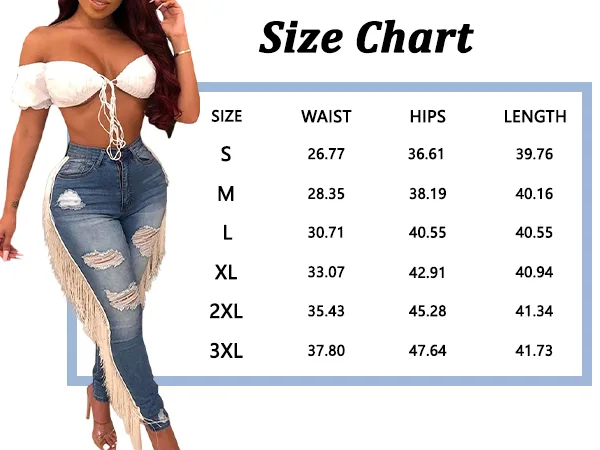 Size Chart
SIZE WAIST HIPS LENGTH
S 26.77 36.61 39.76
M 28.35 38.19 40.16
L 30.71 40.55 40.55
XL 33.07 42.91 40.94
2XL 35.43 45.28 41.34
3XL 37.80 47.64 41.73